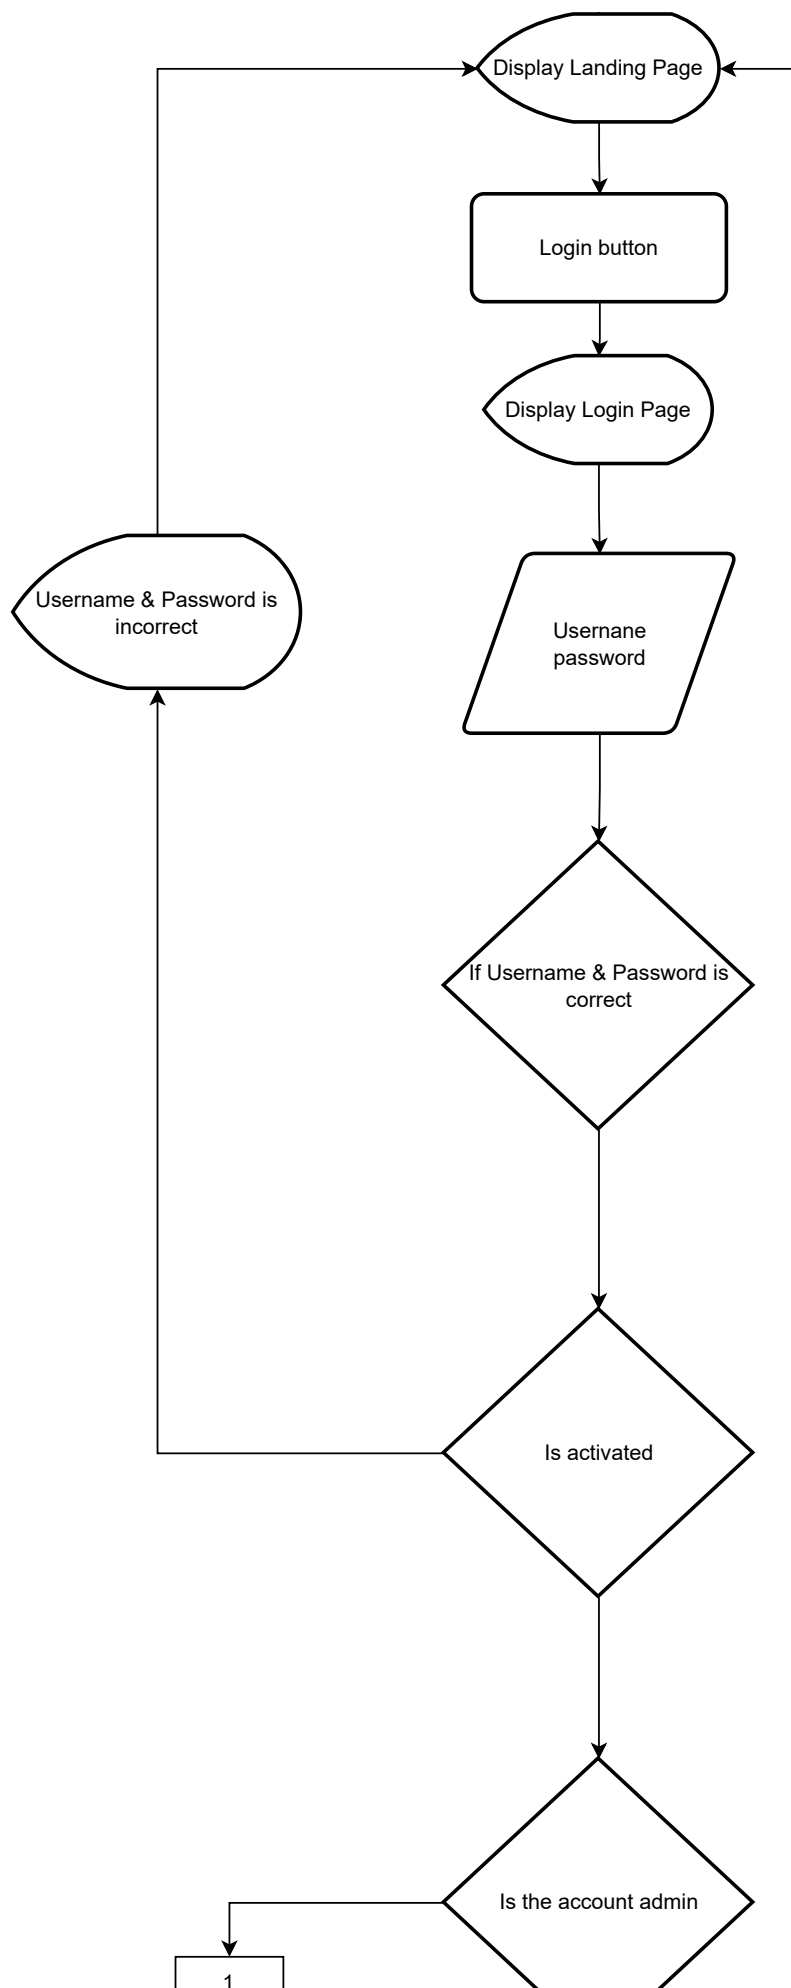 Display Landing Page
Login button
Display Login Page
Username & Password is
incorrect
Usernane
password
If Username & Password is
correct
Is activated
Is the account admin
1